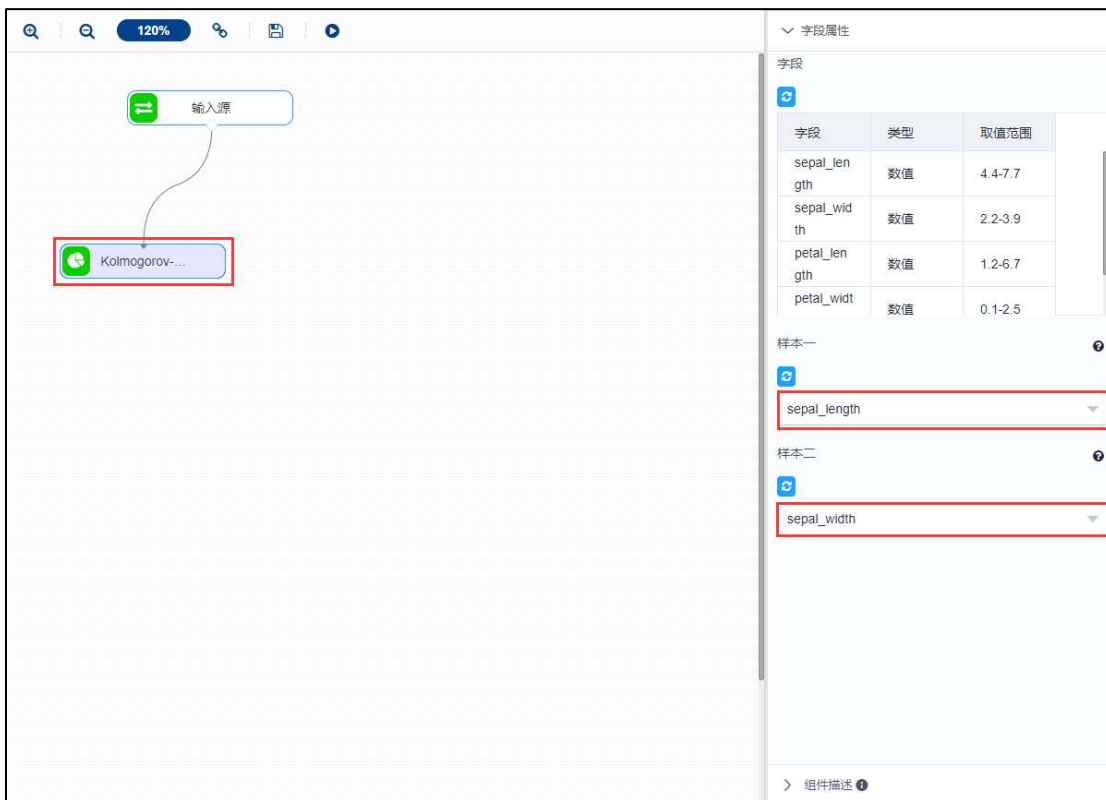 120%
输入源
Kolmogorov-...
字段属性
字段
字段 类型 取值范围
sepal_len
gth 数值 4.4-7.7
sepal_wid
th 数值 2.2-3.9
petal_len
gth 数值 1.2-6.7
petal_widt
数值 0.1-2.5
样本一
sepal_length
样本二
sepal_width
组件描述